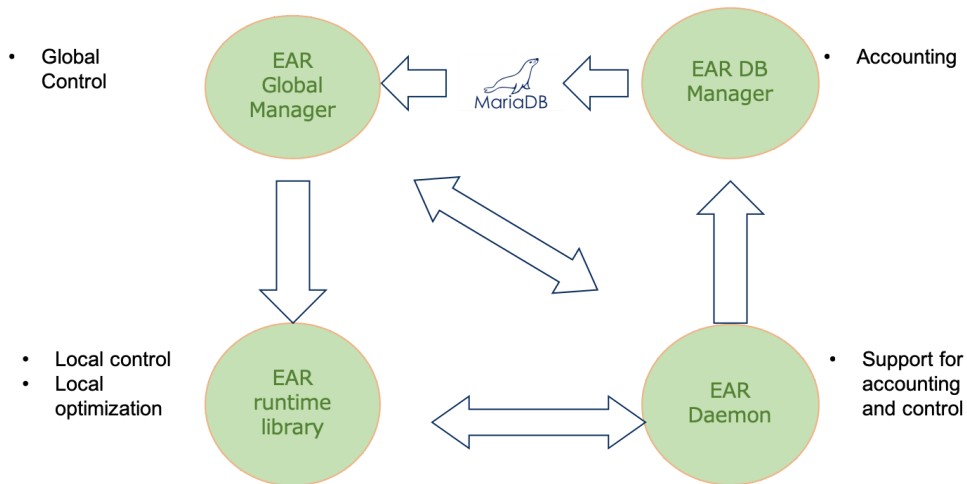 • Global
Control
EAR
Global
Manager
MariaDB
EAR DB
Manager
• Accounting
• Local control
• Local
optimization
EAR
runtime
library
EAR
Daemon
• Support for
accounting
and control